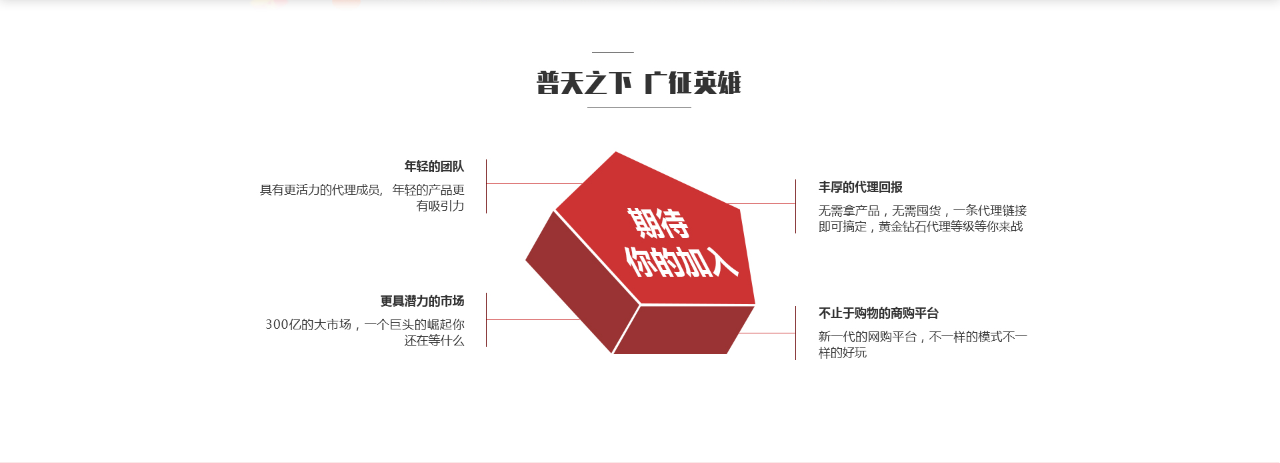 普天之下 广征英雄
年轻的团队
具有更活力的代理成员, 年轻的产品更
有吸引力
丰厚的代理回报
无需拿产品，无需囤货，一条代理链接
即可搞定，黄金钻石代理等级等你来战
期待
你的加入
更具潜力的市场
300亿的大市场，一个巨头的崛起你
还在等什么
不止于购物的商购平台
新一代的网购平台，不一样的模式不一
样的好玩